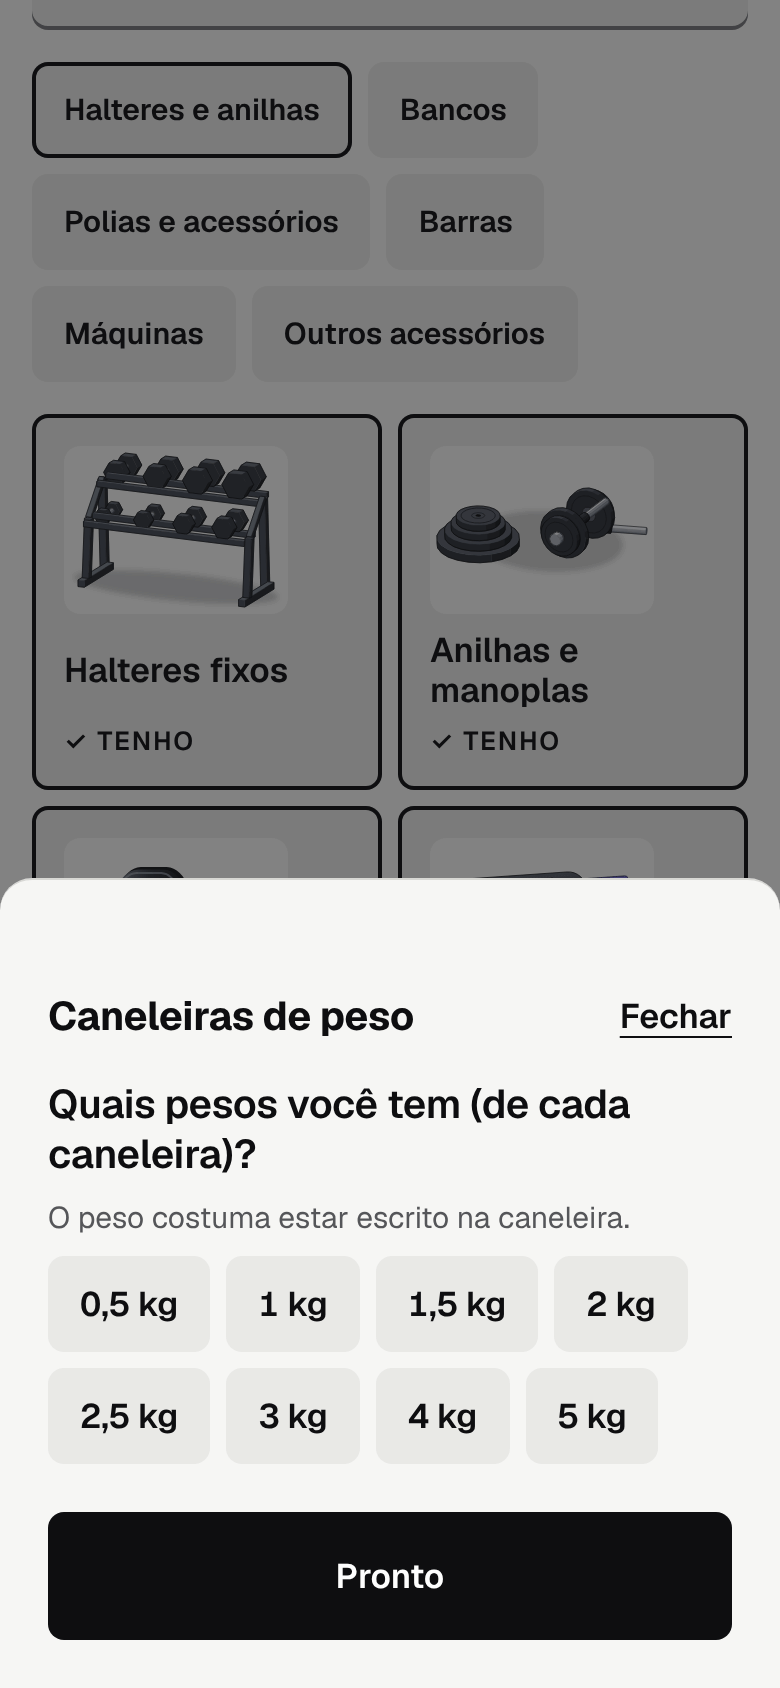 Halteres e anilhas
Bancos
Polias e acessórios
Barras
Máquinas
Outros acessórios
Halteres fixos
✓ TENHO
Anilhas e
manoplas
✓ TENHO
Caneleiras de peso
Fechar
Quais pesos você tem (de cada
caneleira)?
O peso costuma estar escrito na caneleira.
0,5 kg
1 kg
1,5 kg
2 kg
2,5 kg
3 kg
4 kg
5 kg
Pronto